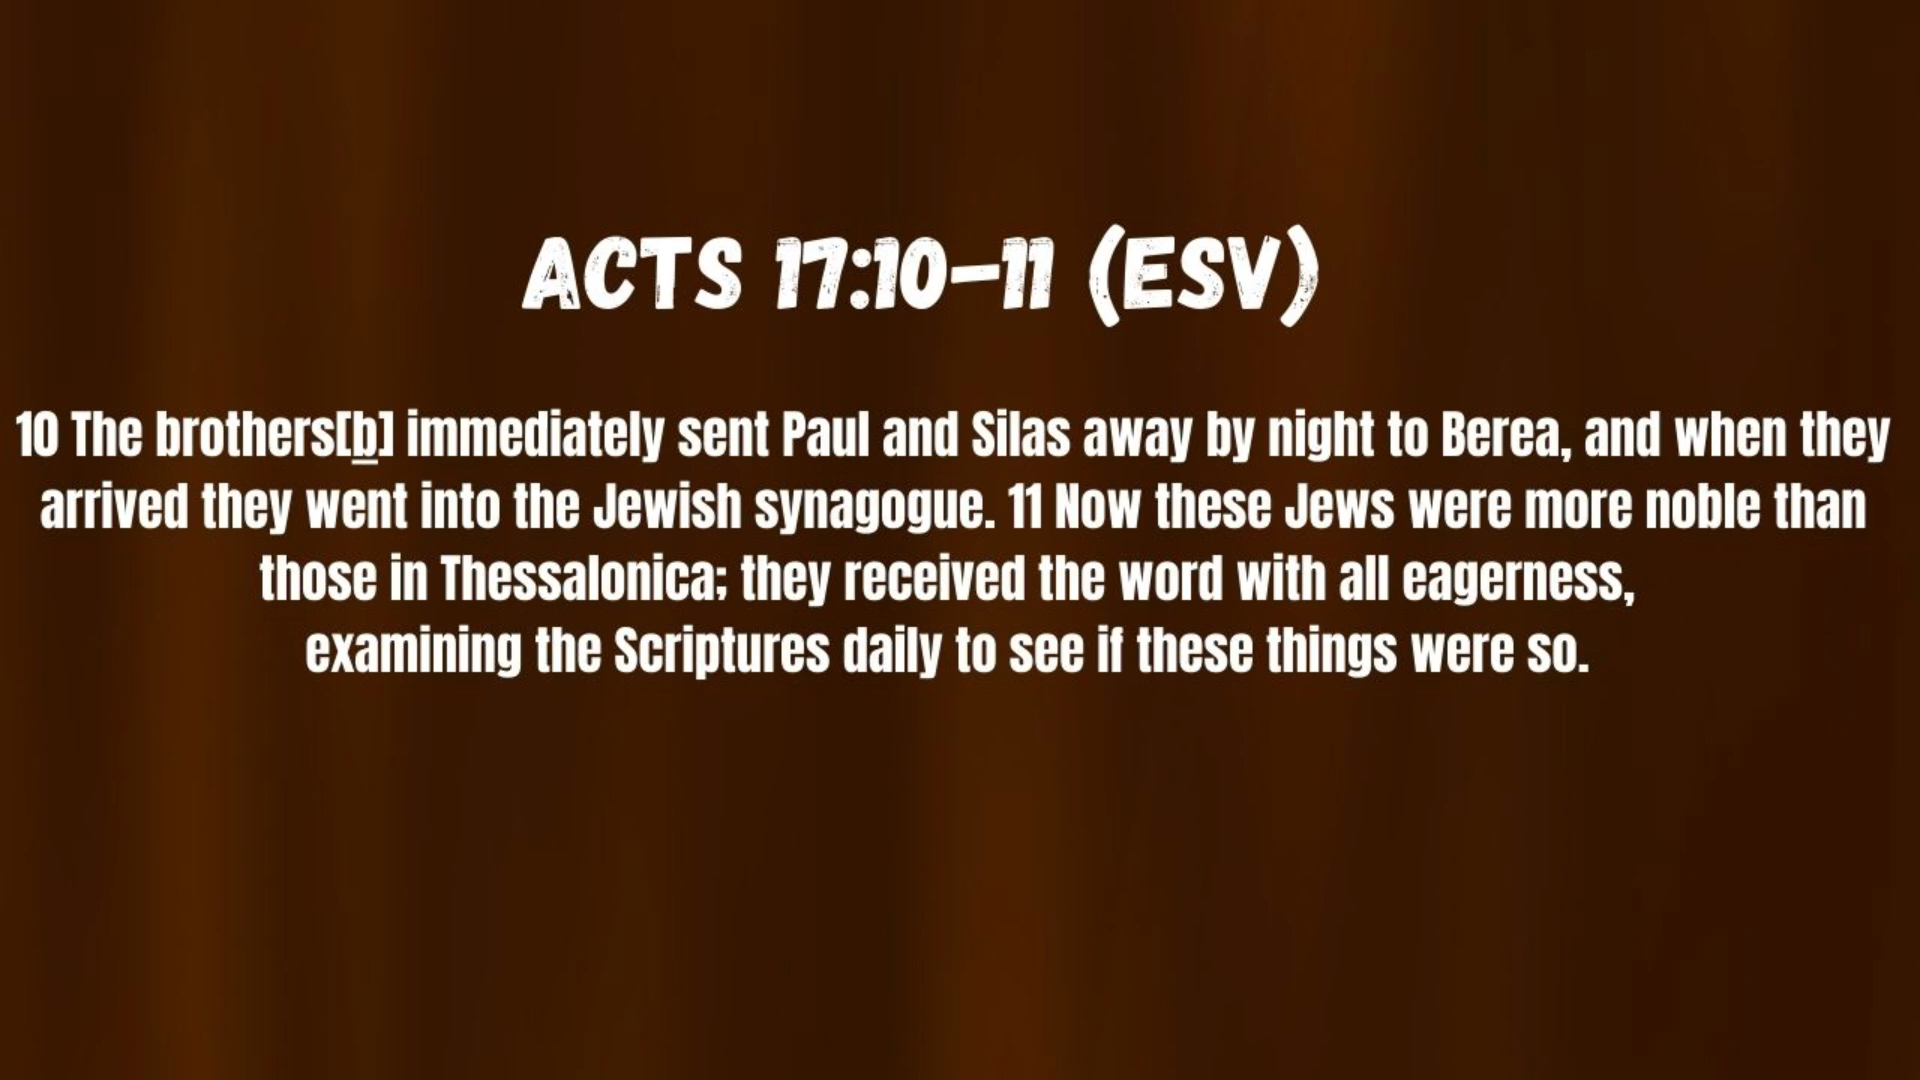 ACTS 17:10–11 (ESV)
10 The brothers[b] immediately sent Paul and Silas away by night to Berea, and when they
arrived they went into the Jewish synagogue. 11 Now these Jews were more noble than
those in Thessalonica; they received the word with all eagerness,
examining the Scriptures daily to see if these things were so.